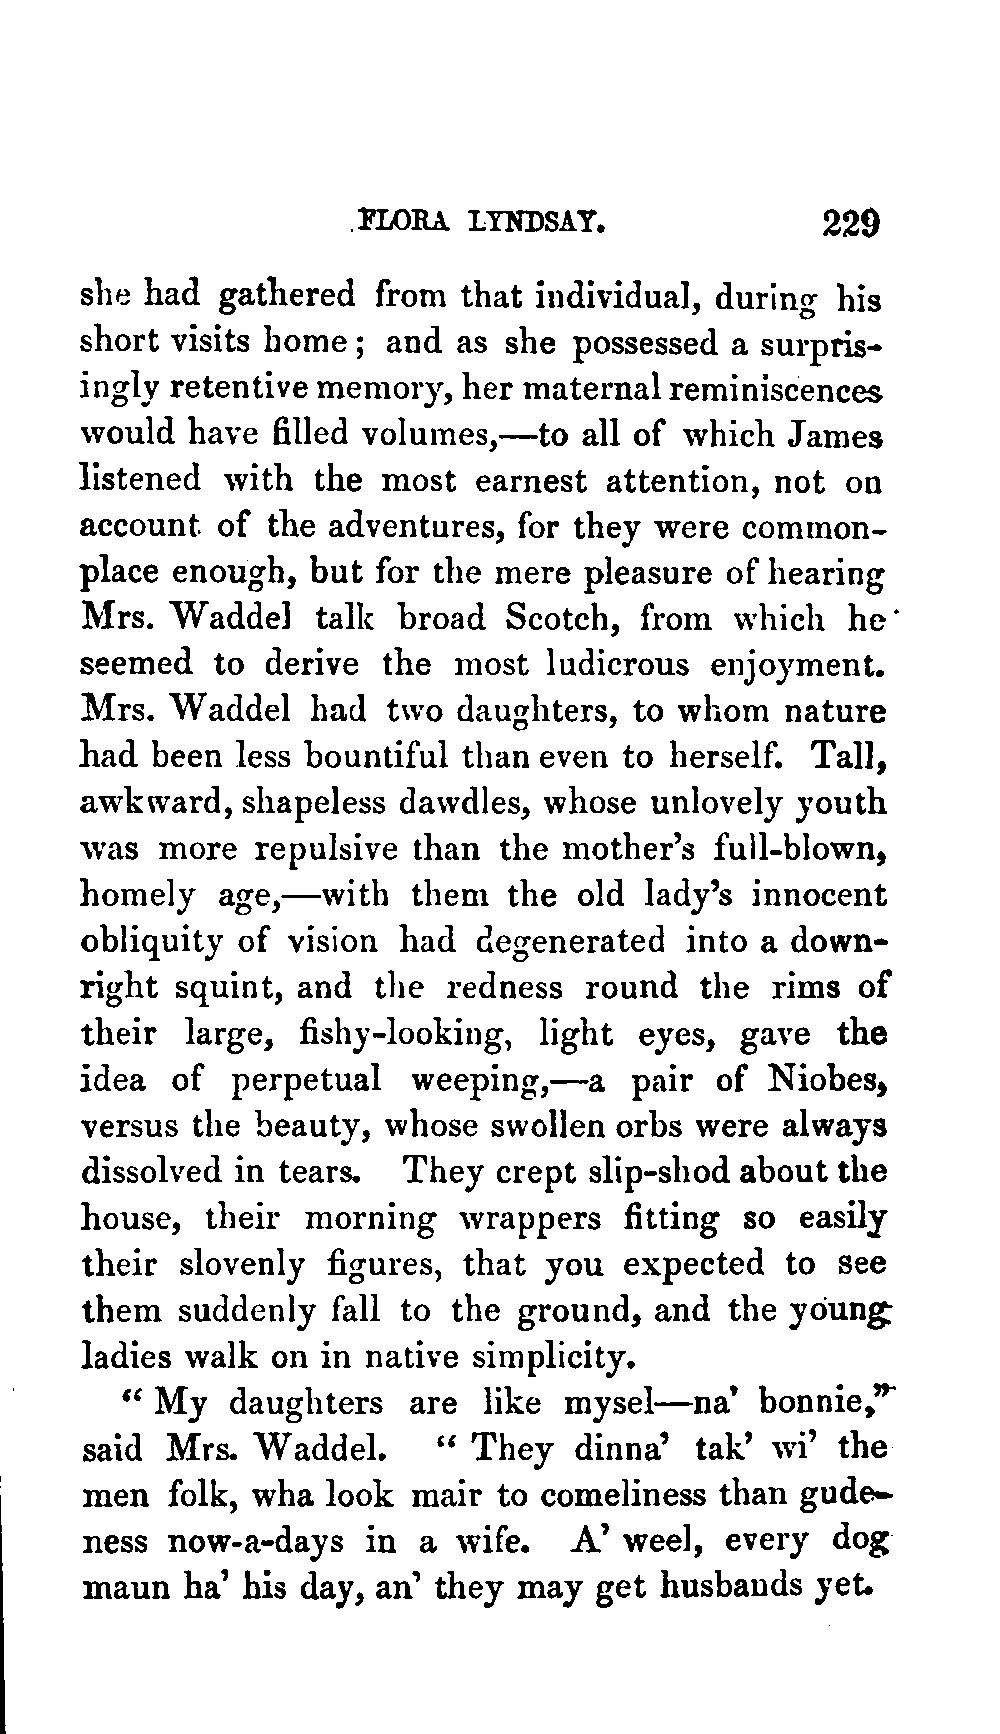 FLORA LYNDSAY. 229
she had gathered from that individual, during his
short visits home; and as she possessed a surpris-
ingly retentive memory, her maternal reminiscences
would have filled volumes,—to all of which James
listened with the most earnest attention, not on
account of the adventures, for they were common-
place enough, but for the mere pleasure of hearing
Mrs. Waddel talk broad Scotch, from which he
seemed to derive the most ludicrous enjoyment.
Mrs. Waddel had two daughters, to whom nature
had been less bountiful than even to herself. Tall,
awkward, shapeless dawdles, whose unlovely youth
was more repulsive than the mother's full-blown,
homely age,—with them the old lady's innocent
obliquity of vision had degenerated into a down-
right squint, and the redness round the rims of
their large, fishy-looking, light eyes, gave the
idea of perpetual weeping,—a pair of Niobes,
versus the beauty, whose swollen orbs were always
dissolved in tears. They crept slip-shod about the
house, their morning wrappers fitting so easily
their slovenly figures, that you expected to see
them suddenly fall to the ground, and the young
ladies walk on in native simplicity.
"My daughters are like mysel—na' bonnie,"
said Mrs. Waddel. "They dinna' tak' wi' the
men folk, wha look mair to comeliness than gude-
ness now-a-days in a wife. A' weel, every dog
maun ha' his day, an' they may get husbands yet.